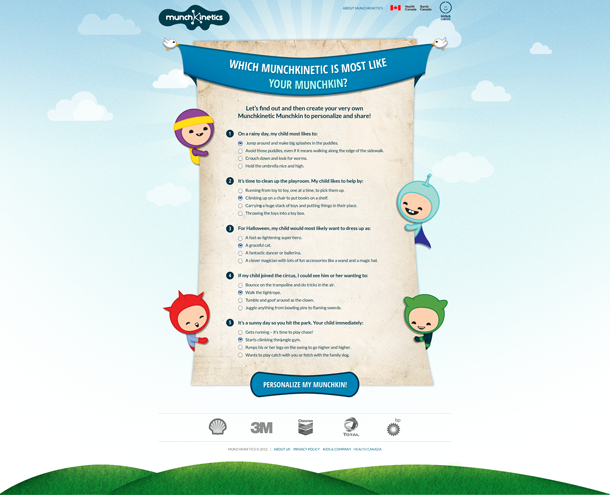 munchkinetics
ABOUT MUNCHKINETICS
Health Canada
Santé Canada
WHICH MUNCHKINETIC IS MOST LIKE
YOUR MUNCHKIN?
Let's find out and then create your very own
Munchkinetic Munchkin to personalize and share!
1 On a rainy day, my child most likes to:
Jump around and make big splashes in the puddles.
Avoid those puddles, even if it means walking along the edge of the sidewalk.
Crouch down and look for worms.
Hold the umbrella nice and high.
2 It's time to clean up the playroom. My child likes to help by:
Running from toy to toy, one at a time, to pick them up.
Climbing up on a chair to put books on a shelf.
Carrying a huge stack of toys and putting things in their place.
Throwing the toys into a toy box.
3 For Halloween, my child would most likely want to dress up as:
A fast-as-lightening superhero.
A graceful cat.
A fantastic dancer or ballerina.
A clever magician with lots of fun accessories like a wand and a magic hat.
4 If my child joined the circus, I could see him or her wanting to:
Bounce on the trampoline and do tricks in the air.
Walk the tightrope.
Tumble and goof around as the clown.
Juggle anything from bowling pins to flaming swords.
5 It's a sunny day so you hit the park. Your child immediately:
Gets running – it's time to play chase!
Starts climbing the jungle gym.
Pumps his or her legs on the swing to go higher and higher.
Wants to play catch with you or fetch with the family dog.
PERSONALIZE MY MUNCHKIN!
3M
Chevron
TOTAL
bp
MUNCHKINETICS © 2012 | ABOUT US PRIVACY POLICY KIDS & COMPANY HEALTH CANADA